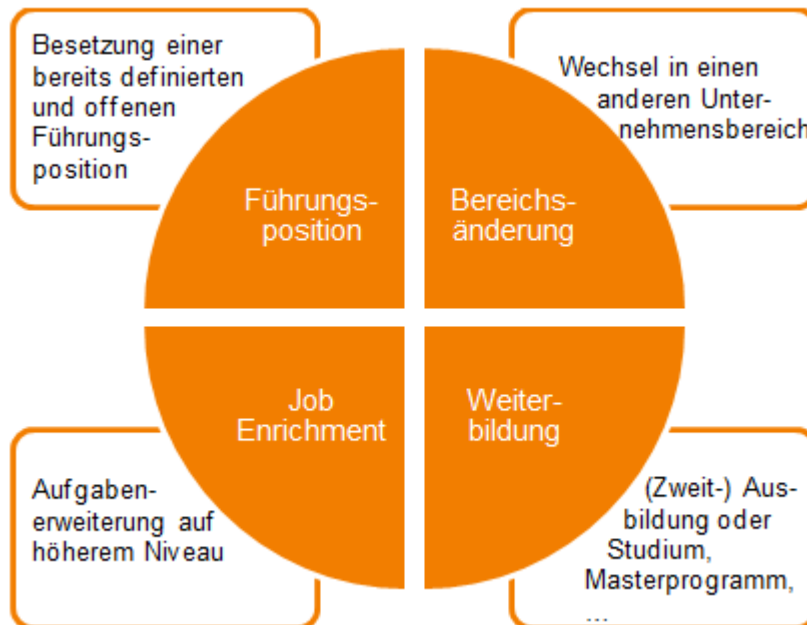 Besetzung einer
bereits definierten
und offenen
Führungs-
position
Wechsel in einen
anderen Unter-
nehmensbereich
Führungs-
position
Bereichs-
änderung
Job
Enrichment
Weiter-
bildung
Aufgaben-
erweiterung auf
höherem Niveau
(Zweit-) Aus-
bildung oder
Studium,
Masterprogramm,
...